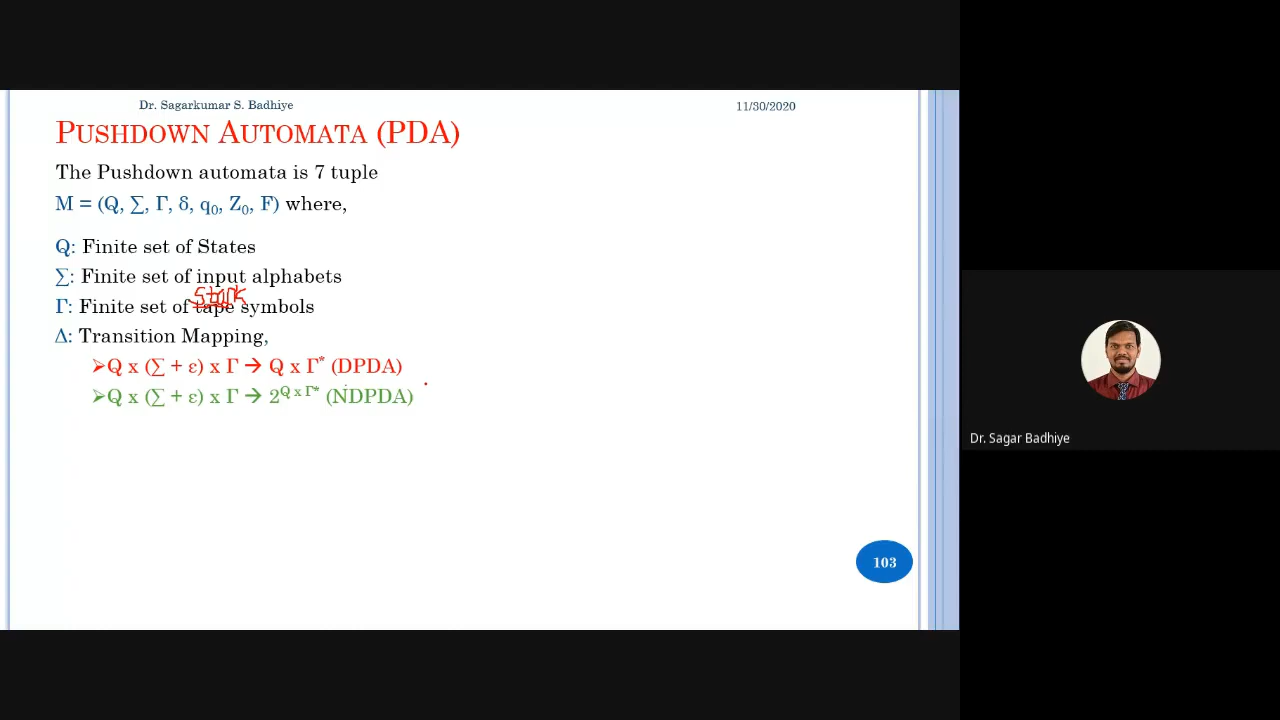 Dr. Sagarkumar S. Badhiye
11/30/2020
PUSHDOWN AUTOMATA (PDA)
The Pushdown automata is 7 tuple
M = (Q, ∑, Γ, δ, q₀, Z₀, F) where,
Q: Finite set of States
∑: Finite set of input alphabets
Stack
Γ: Finite set of tape symbols
Δ: Transition Mapping,
➢Q x (∑ + ε) x Γ → Q x Γ* (DPDA)
➢Q x (∑ + ε) x Γ → 2^Q x Γ* (NDPDA)
103
Dr. Sagar Badhiye